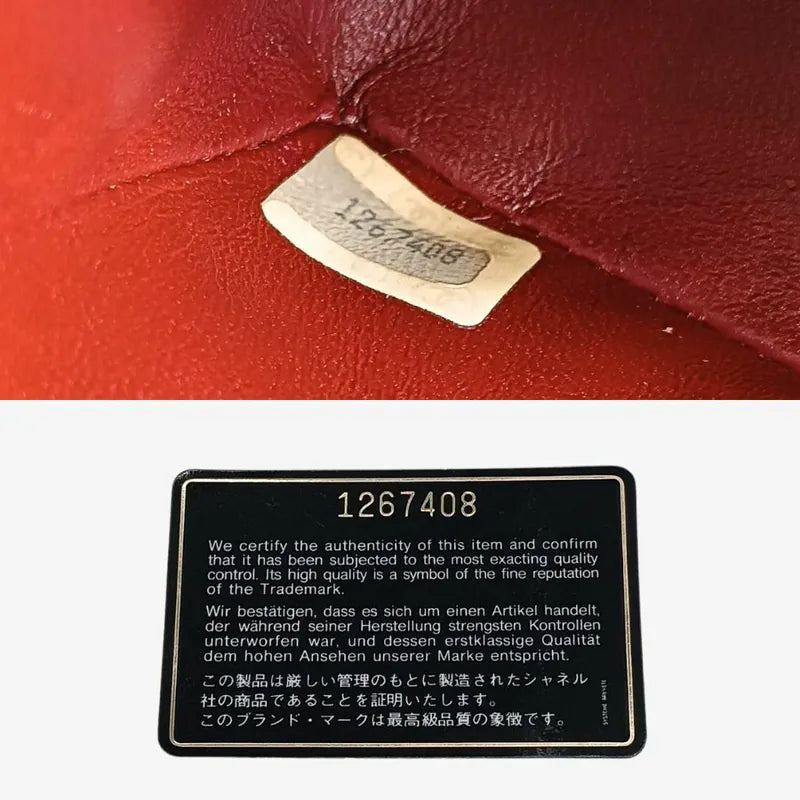 1267408
1267408
We certify the authenticity of this item and confirm
that it has been subjected to the most exacting quality
control. Its high quality is a symbol of the fine reputation
of the Trademark.
Wir bestätigen, dass es sich um einen Artikel handelt,
der während seiner Herstellung strengsten Kontrollen
unterworfen war, und dessen erstklassige Qualität
dem hohen Ansehen unserer Marke entspricht.
この製品は厳しい管理のもとに製造されたシャネル
社の商品であることを証明いたします。
このブランド・マークは最高級品質の象徴です。